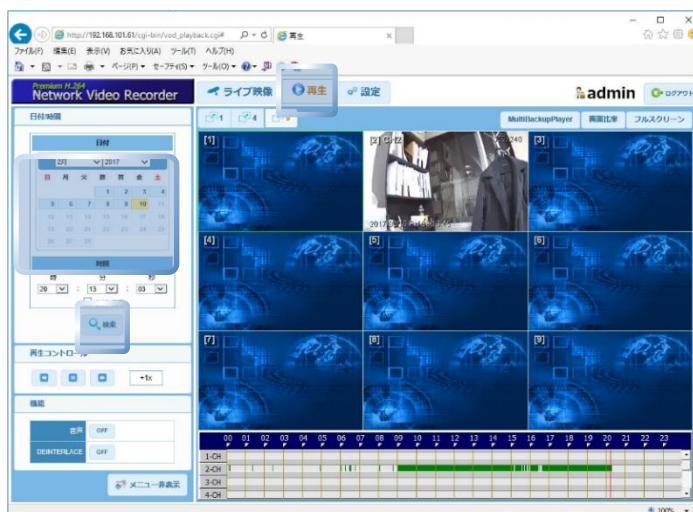 http://192.168.101.61/cgi-bin/vod_playback.cgi#
再生
ファイル(F) 編集(E) 表示(V) お気に入り(A) ツール(T) ヘルプ(H)
ページ(P) セーフティ(S) ツール(O)
Premium H.264
Network Video Recorder
ライブ映像 再生 設定
admin
ログアウト
日付/時間
1 4 9
MultiBackupPlayer 画面比率 フルスクリーン
日付
2月 2017
日 月 火 木 金 土
1 2 3 4
5 6 7 8 9 10 11
12 13 14 15 16 17 18
19 20 21 22 23 24 25
26 27 28
時間
時 分 秒
20 : 13 : 03
検索
再生コントロール
+1x
機能
音声 OFF
DEINTERLACE OFF
メニュー非表示
[1] [2] CH2 [3]
[4] [5] [6]
[7] [8] [9]
00 01 02 03 04 05 06 07 08 09 10 11 12 13 14 15 16 17 18 19 20 21 22 23
1-CH
2-CH
3-CH
4-CH
100%